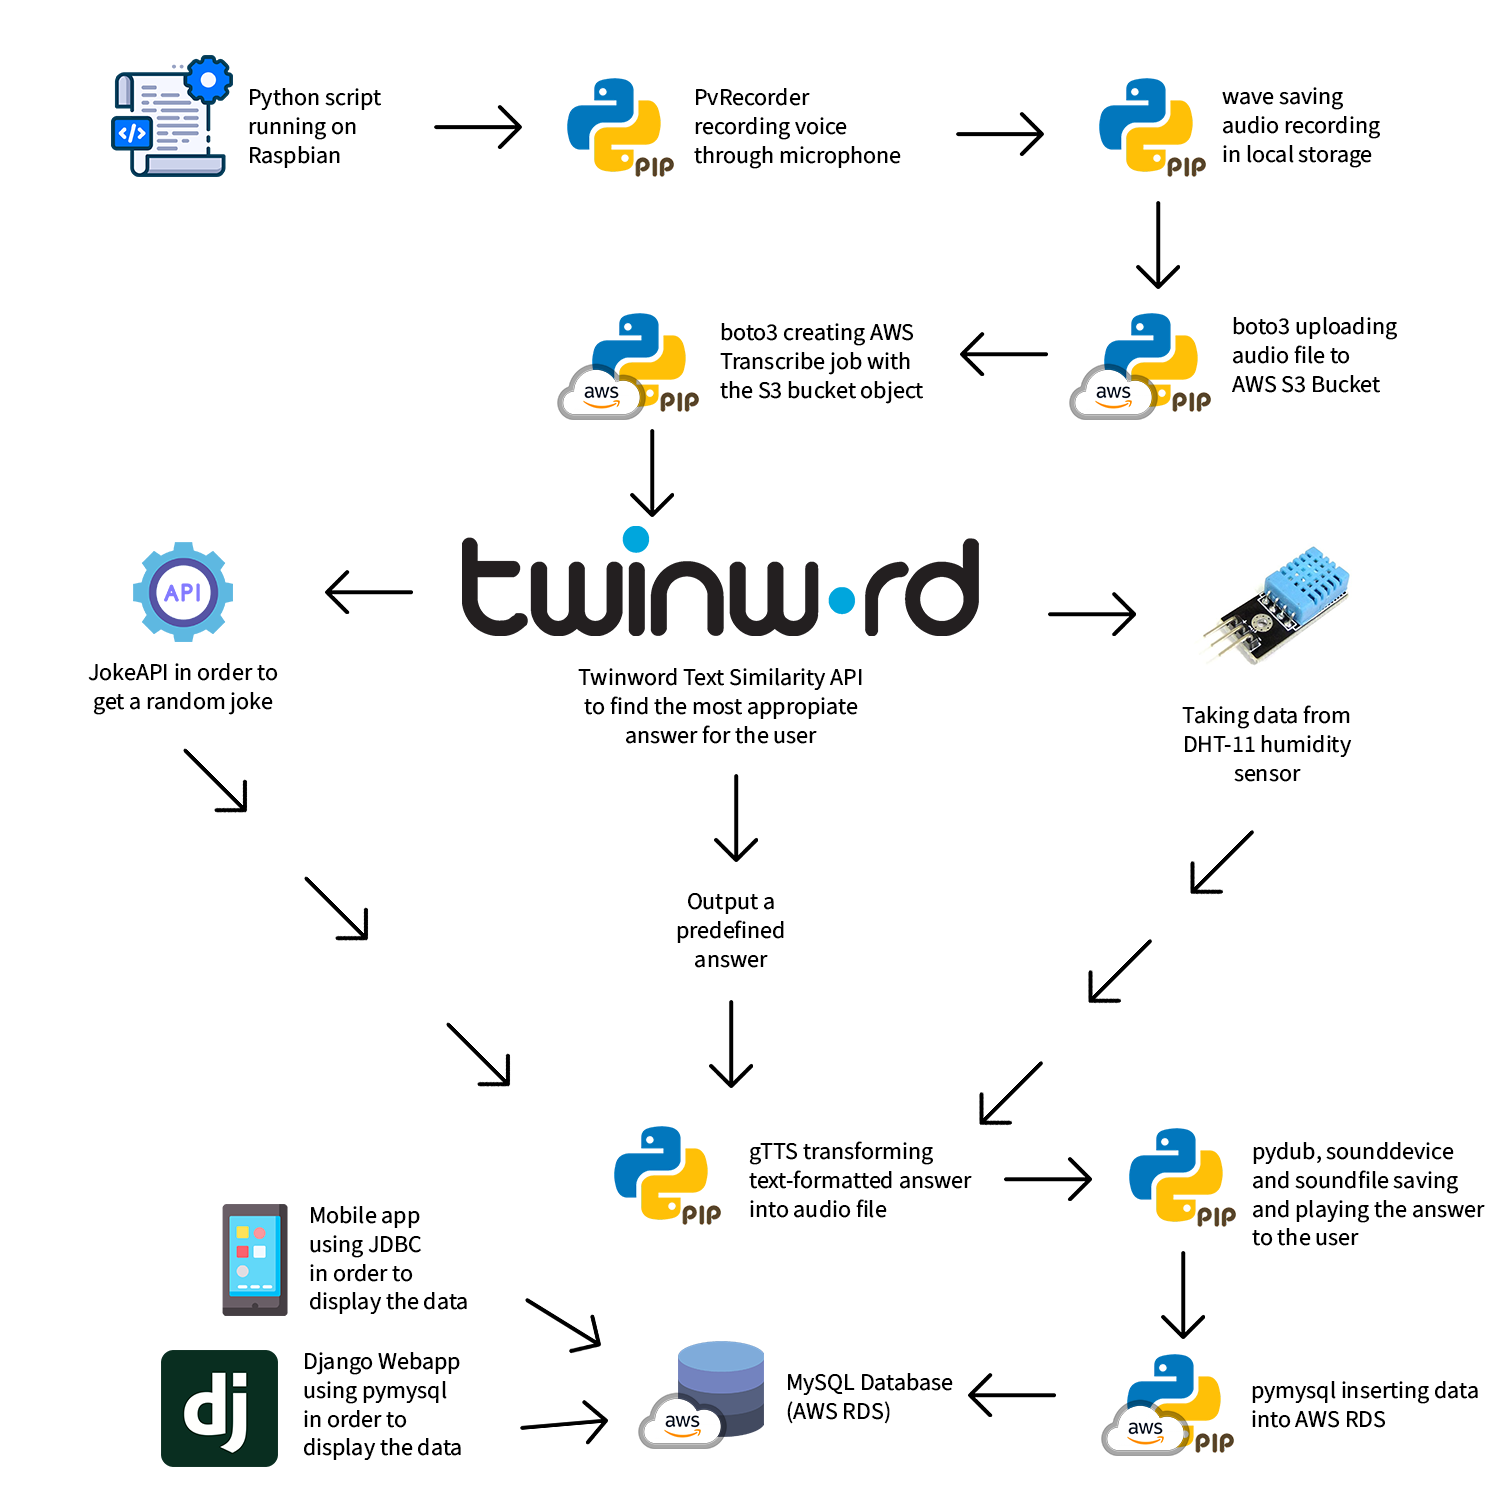 Python script
running on
Raspbian
PIP
PvRecorder
recording voice
through microphone
PIP
wave saving
audio recording
in local storage
aws
PIP
boto3 creating AWS
Transcribe job with
the S3 bucket object
aws
PIP
boto3 uploading
audio file to
AWS S3 Bucket
API
JokeAPI in order to
get a random joke
twinword
Twinword Text Similarity API
to find the most appropiate
answer for the user
Taking data from
DHT-11 humidity
sensor
Output a
predefined
answer
PIP
gTTS transforming
text-formatted answer
into audio file
PIP
pydub, sounddevice
and soundfile saving
and playing the answer
to the user
Mobile app
using JDBC
in order to
display the data
dj
Django Webapp
using pymysql
in order to
display the data
aws
MySQL Database
(AWS RDS)
aws
PIP
pymysql inserting data
into AWS RDS